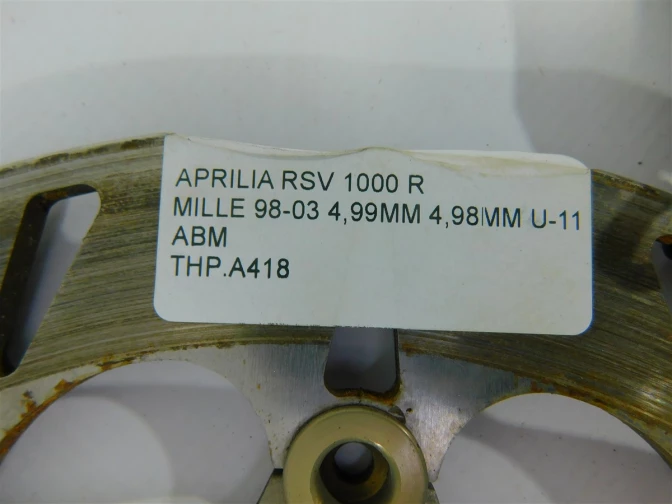 APRILIA RSV 1000 R
MILLE 98-03 4,99MM 4,98MM U-11
ABM
THP.A418